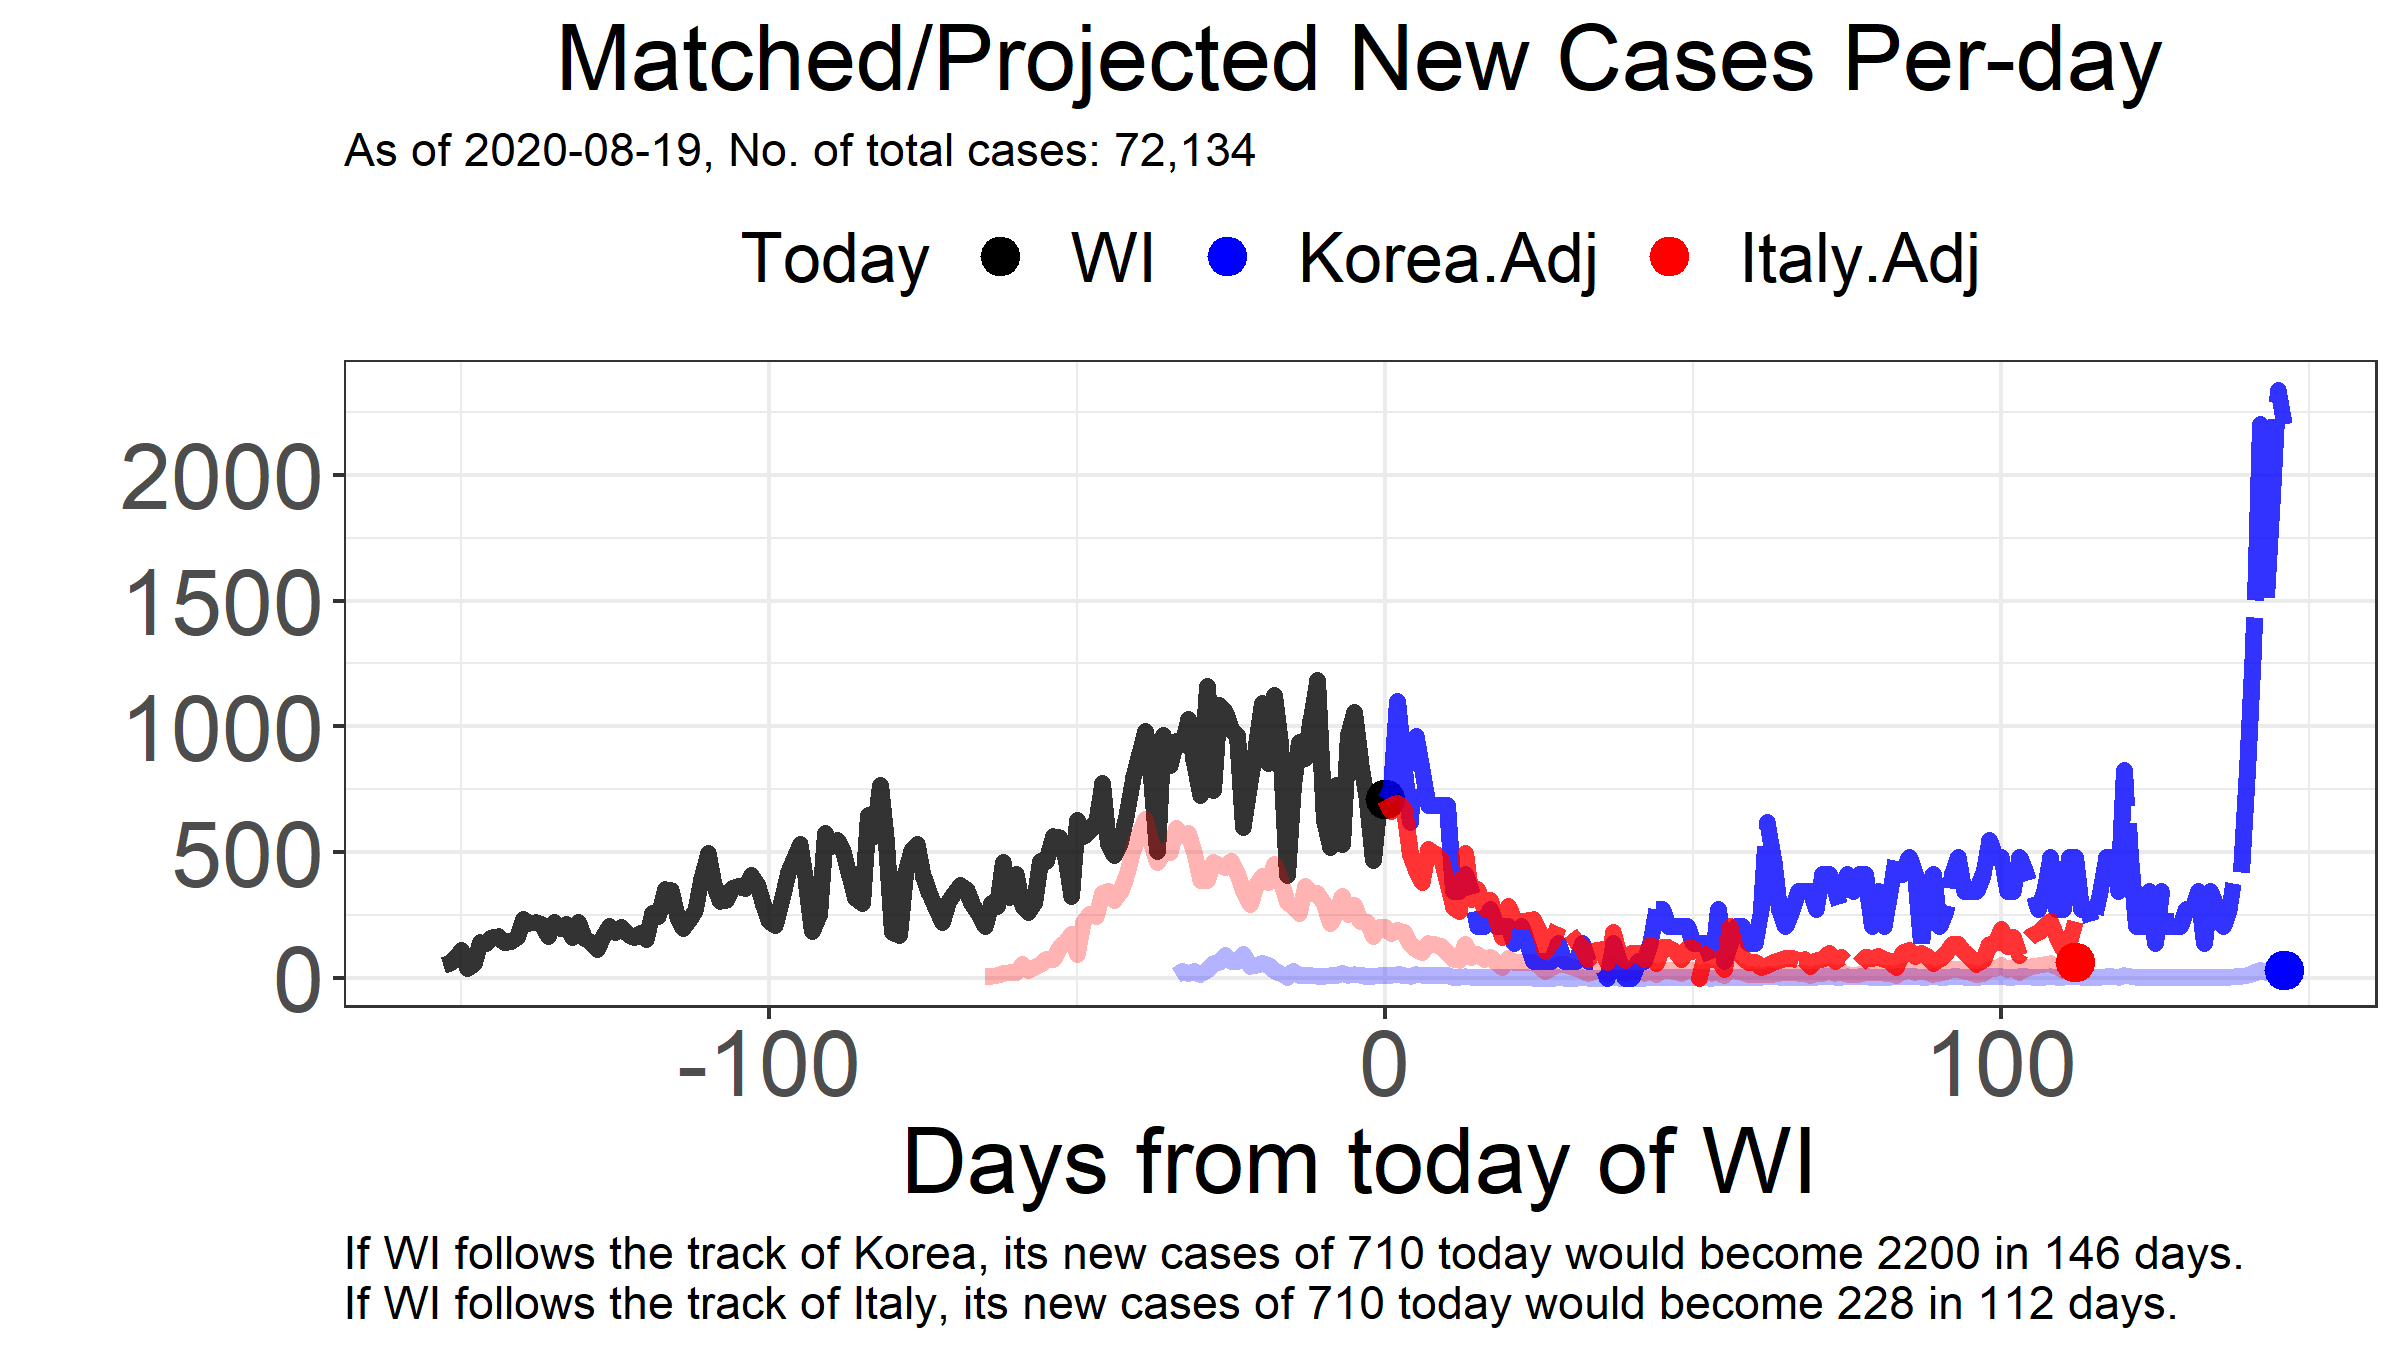 Matched/Projected New Cases Per-day
As of 2020-08-19, No. of total cases: 72,134
Today WI Korea.Adj Italy.Adj
2000
1500
1000
500
0
-100 0 100
Days from today of WI
If WI follows the track of Korea, its new cases of 710 today would become 2200 in 146 days.
If WI follows the track of Italy, its new cases of 710 today would become 228 in 112 days.